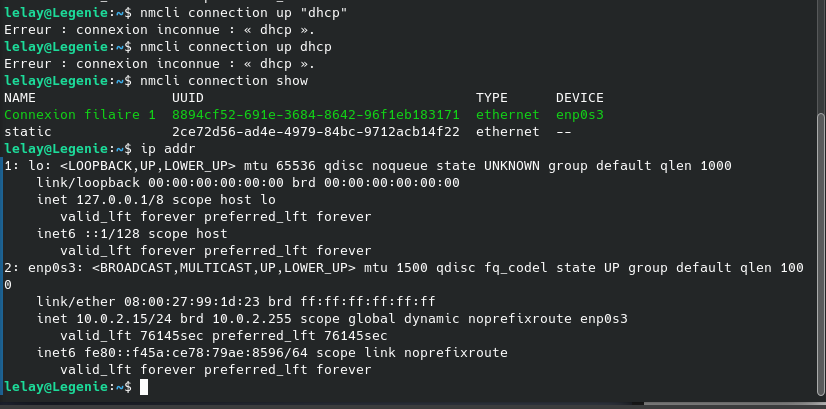 lelay@Legenie:~$ nmcli connection up "dhcp"
Erreur : connexion inconnue : « dhcp ».
lelay@Legenie:~$ nmcli connection up dhcp
Erreur : connexion inconnue : « dhcp ».
lelay@Legenie:~$ nmcli connection show
NAME                 UUID                                  TYPE      DEVICE
Connexion filaire 1  8894cf52-691e-3684-8642-96f1eb183171  ethernet  enp0s3
static               2ce72d56-ad4e-4979-84bc-9712acb14f22  ethernet  --
lelay@Legenie:~$ ip addr
1: lo: <LOOPBACK,UP,LOWER_UP> mtu 65536 qdisc noqueue state UNKNOWN group default qlen 1000
    link/loopback 00:00:00:00:00:00 brd 00:00:00:00:00:00
    inet 127.0.0.1/8 scope host lo
       valid_lft forever preferred_lft forever
    inet6 ::1/128 scope host
       valid_lft forever preferred_lft forever
2: enp0s3: <BROADCAST,MULTICAST,UP,LOWER_UP> mtu 1500 qdisc fq_codel state UP group default qlen 100
0
    link/ether 08:00:27:99:1d:23 brd ff:ff:ff:ff:ff:ff
    inet 10.0.2.15/24 brd 10.0.2.255 scope global dynamic noprefixroute enp0s3
       valid_lft 76145sec preferred_lft 76145sec
    inet6 fe80::f45a:ce78:79ae:8596/64 scope link noprefixroute
       valid_lft forever preferred_lft forever
lelay@Legenie:~$